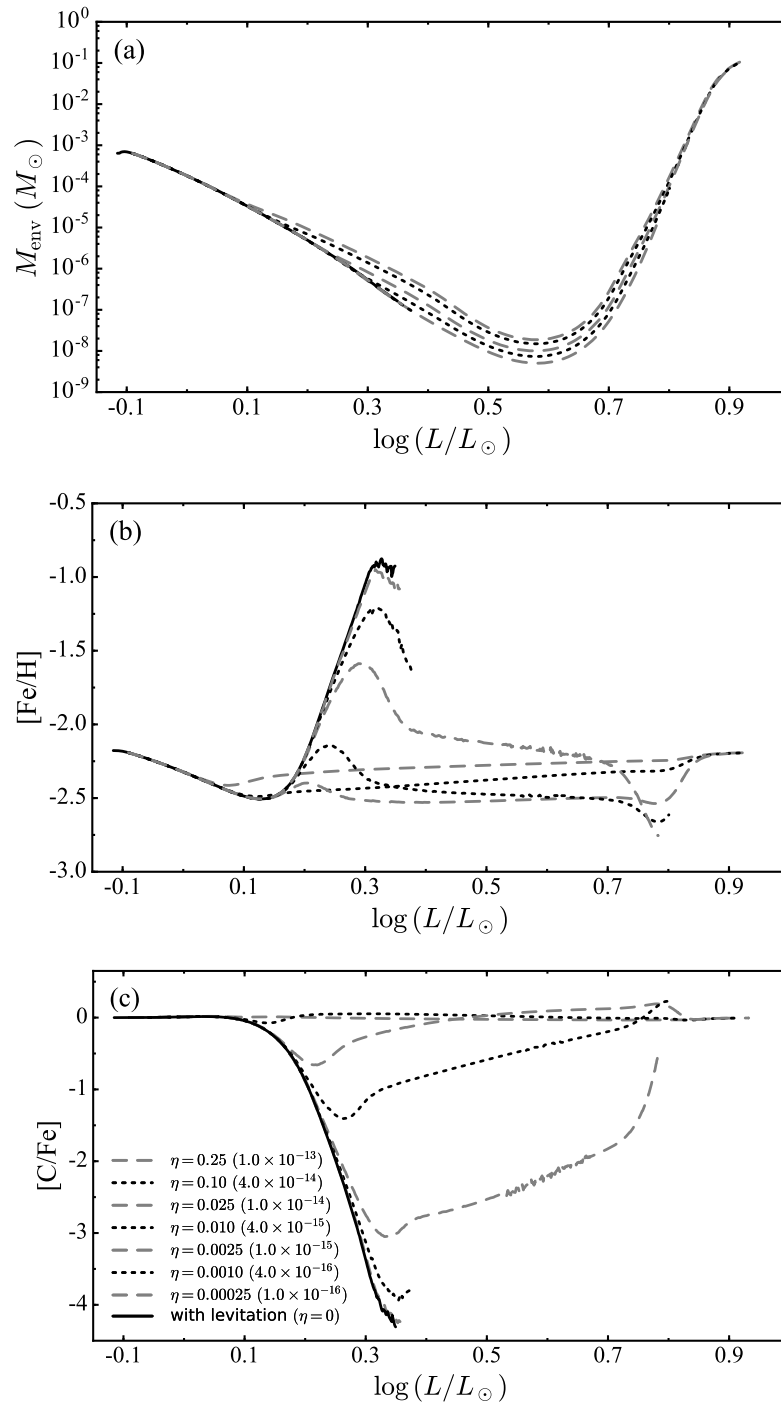 (a)
10⁰
10⁻¹
10⁻²
10⁻³
10⁻⁴
10⁻⁵
10⁻⁶
10⁻⁷
10⁻⁸
10⁻⁹
M_env (M_⊙)
-0.1 0.1 0.3 0.5 0.7 0.9
log (L/L_⊙)
(b)
-0.5
-1.0
-1.5
-2.0
-2.5
-3.0
[Fe/H]
-0.1 0.1 0.3 0.5 0.7 0.9
log (L/L_⊙)
(c)
0
-1
-2
-3
-4
[C/Fe]
η=0.25 (1.0×10⁻¹³)
η=0.10 (4.0×10⁻¹⁴)
η=0.025 (1.0×10⁻¹⁴)
η=0.010 (4.0×10⁻¹⁵)
η=0.0025 (1.0×10⁻¹⁵)
η=0.0010 (4.0×10⁻¹⁶)
η=0.00025 (1.0×10⁻¹⁶)
with levitation (η=0)
-0.1 0.1 0.3 0.5 0.7 0.9
log (L/L_⊙)